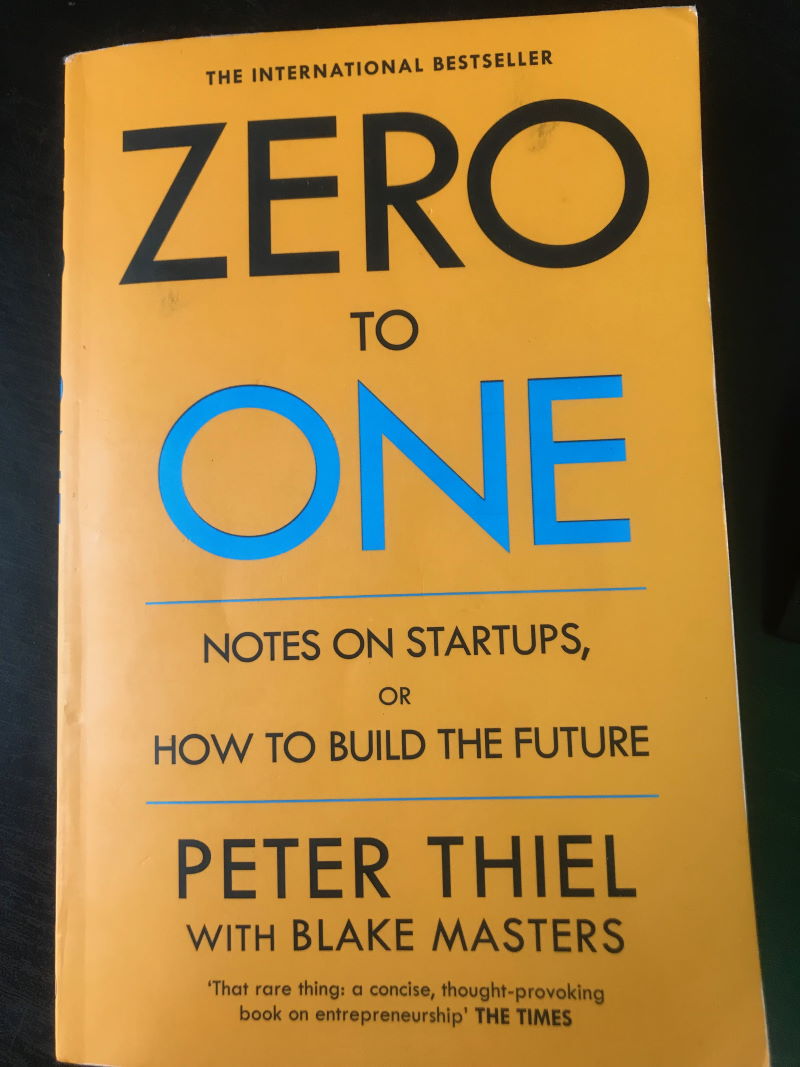 THE INTERNATIONAL BESTSELLER
ZERO
TO
ONE
NOTES ON STARTUPS,
OR
HOW TO BUILD THE FUTURE
PETER THIEL
WITH BLAKE MASTERS
‘That rare thing: a concise, thought-provoking
book on entrepreneurship’ THE TIMES